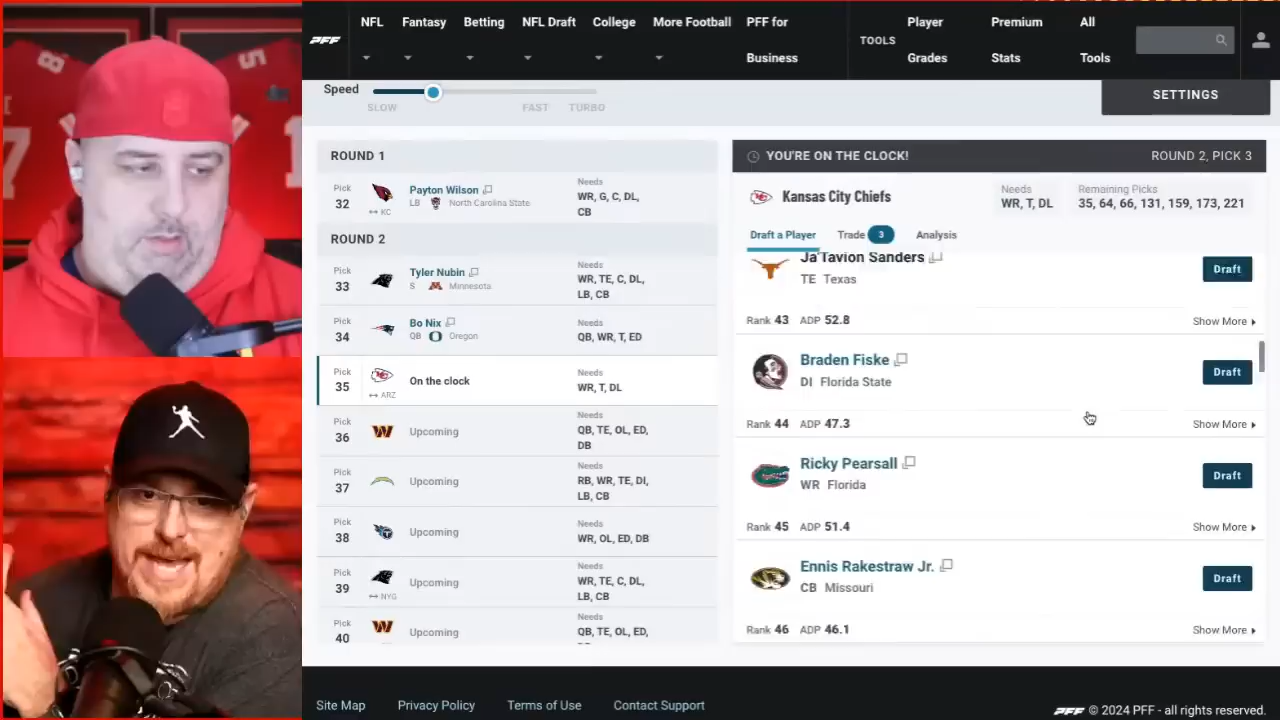 PFF
NFL
Fantasy
Betting
NFL Draft
College
More Football
PFF for
Business
TOOLS
Player
Grades
Premium
Stats
All
Tools
Speed
SLOW
FAST
TURBO
SETTINGS
ROUND 1
Pick
32
KC
Payton Wilson
LB North Carolina State
Needs
WR, G, C, DL,
CB
ROUND 2
Pick
33
Tyler Nubin
S Minnesota
Needs
WR, TE, C, DL,
LB, CB
Pick
34
Bo Nix
QB Oregon
Needs
QB, WR, T, ED
Pick
35
ARZ
On the clock
Needs
WR, T, DL
Pick
36
Upcoming
Needs
QB, TE, OL, ED,
DB
Pick
37
Upcoming
Needs
RB, WR, TE, DI,
LB, CB
Pick
38
Upcoming
Needs
WR, OL, ED, DB
Pick
39
NYG
Upcoming
Needs
WR, TE, C, DL,
LB, CB
Pick
40
Upcoming
Needs
QB, TE, OL, ED,
YOU'RE ON THE CLOCK!
ROUND 2, PICK 3
Kansas City Chiefs
Needs
WR, T, DL
Remaining Picks
35, 64, 66, 131, 159, 173, 221
Draft a Player
Trade 3
Analysis
Ja'Tavion Sanders
TE Texas
Draft
Rank 43 ADP 52.8
Show More
Braden Fiske
DI Florida State
Draft
Rank 44 ADP 47.3
Show More
Ricky Pearsall
WR Florida
Draft
Rank 45 ADP 51.4
Show More
Ennis Rakestraw Jr.
CB Missouri
Draft
Rank 46 ADP 46.1
Show More
Site Map
Privacy Policy
Terms of Use
Contact Support
PFF © 2024 PFF - all rights reserved.